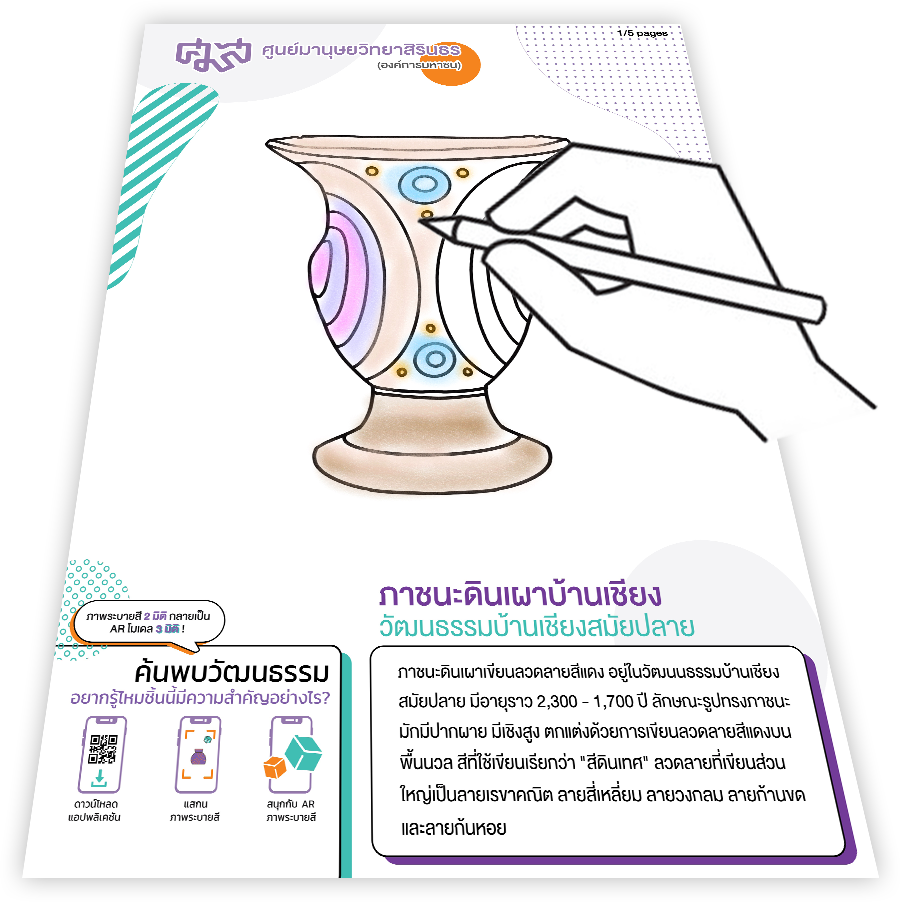 1/5 pages
ศมส ศูนย์มานุษยวิทยาสิรินธร
(องค์การมหาชน)
ภาชนะดินเผาบ้านเชียง
วัฒนธรรมบ้านเชียงสมัยปลาย
ภาพระบายสี 2 มิติ กลายเป็น
AR โมเดล 3 มิติ !
ค้นพบวัฒนธรรม
อยากรู้ไหมชิ้นนี้มีความสำคัญอย่างไร?
ดาวน์โหลด
แอปพลิเคชัน
แสกน
ภาพระบายสี
สนุกกับ AR
ภาพระบายสี
ภาชนะดินเผาเขียนลวดลายสีแดง อยู่ในวัฒนนธรรมบ้านเชียง
สมัยปลาย มีอายุราว 2,300 - 1,700 ปี ลักษณะรูปทรงภาชนะ
มักมีปากผาย มีเชิงสูง ตกแต่งด้วยการเขียนลวดลายสีแดงบน
พื้นนวล สีที่ใช้เขียนเรียกว่า "สีดินเทศ" ลวดลายที่เขียนส่วน
ใหญ่เป็นลายเรขาคณิต ลายสี่เหลี่ยม ลายวงกลม ลายก้านขด
และลายก้นหอย